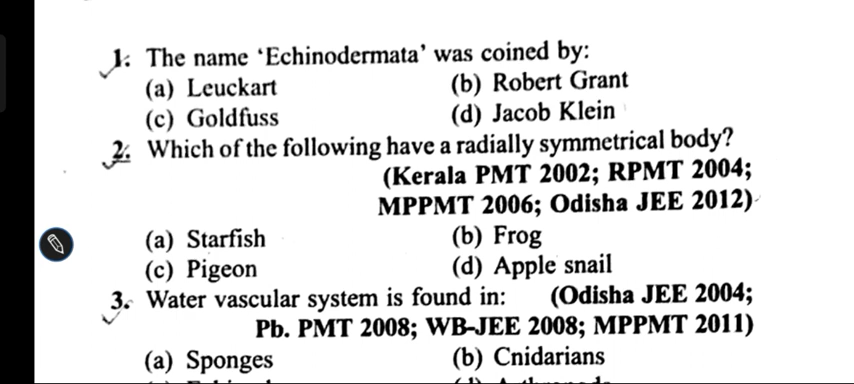 1. The name ‘Echinodermata’ was coined by:
(a) Leuckart (b) Robert Grant
(c) Goldfuss (d) Jacob Klein
2. Which of the following have a radially symmetrical body?
(Kerala PMT 2002; RPMT 2004;
MPPMT 2006; Odisha JEE 2012)
(a) Starfish (b) Frog
(c) Pigeon (d) Apple snail
3. Water vascular system is found in: (Odisha JEE 2004;
Pb. PMT 2008; WB-JEE 2008; MPPMT 2011)
(a) Sponges (b) Cnidarians